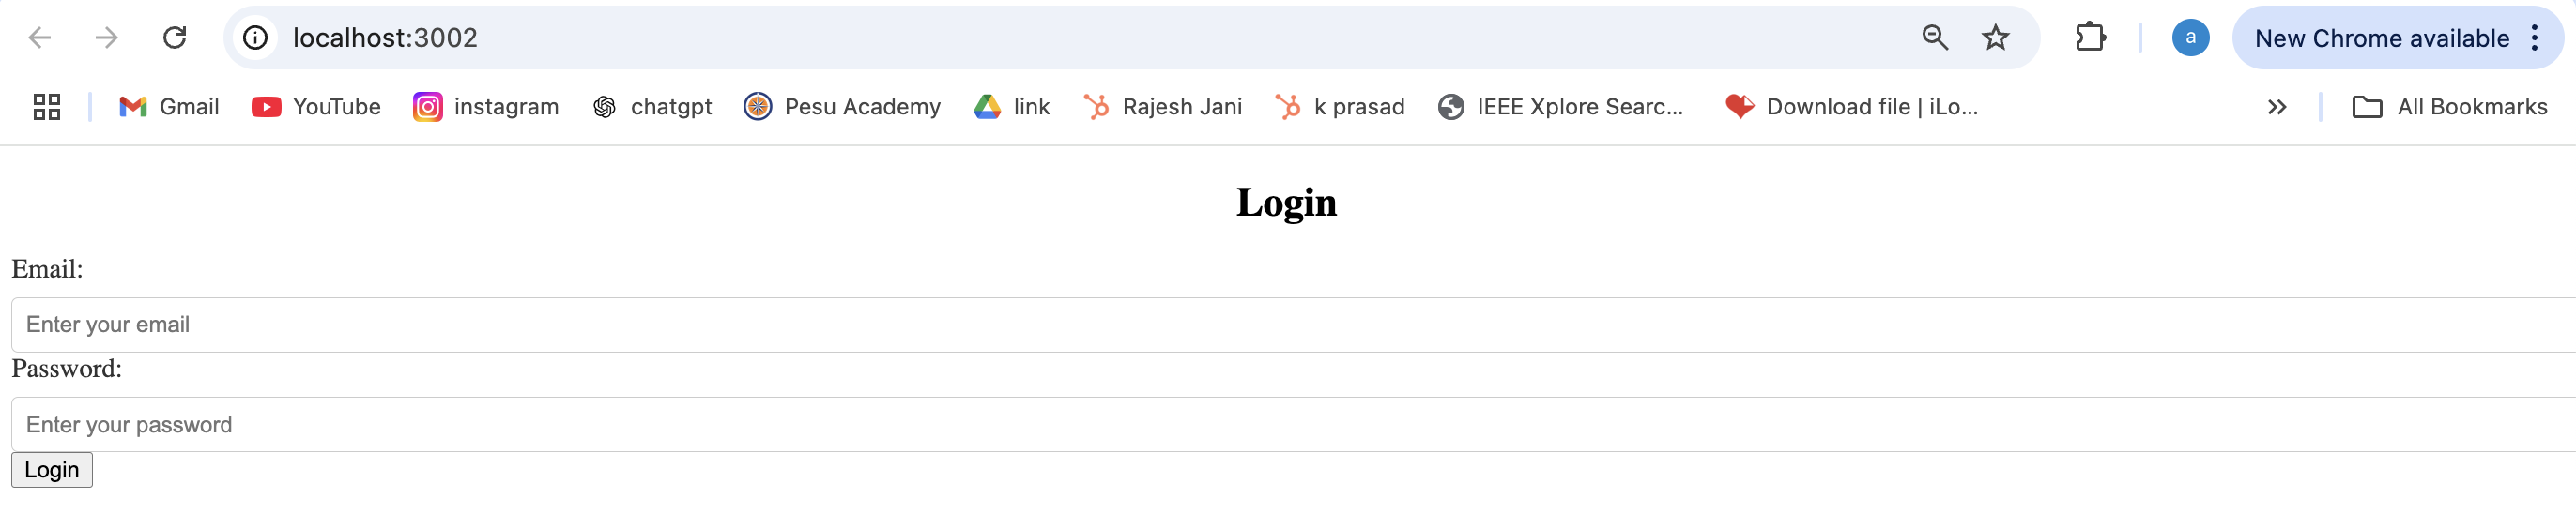 localhost:3002
a
New Chrome available
Gmail YouTube instagram chatgpt Pesu Academy link Rajesh Jani k prasad IEEE Xplore Searc... Download file | iLo... All Bookmarks
Login
Email:
Enter your email
Password:
Enter your password
Login